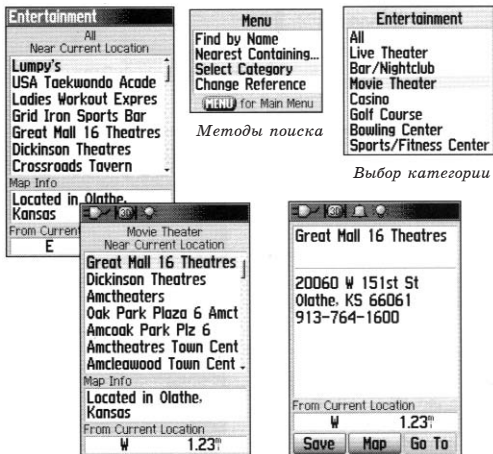 Entertainment
All
Near Current Location
Lumpy's
USA Taekwondo Acade
Ladies Workout Expres
Grid Iron Sports Bar
Great Mall 16 Theatres
Dickinson Theatres
Crossroads Tavern
Map Info
Located in Olathe,
Kansas
From Current
E
Menu
Find by Name
Nearest Containing...
Select Category
Change Reference
MENU for Main Menu
Методы поиска
Entertainment
All
Live Theater
Bar/Nightclub
Movie Theater
Casino
Golf Course
Bowling Center
Sports/Fitness Center
Выбор категории
3D
Movie Theater
Near Current Location
Great Mall 16 Theatres
Dickinson Theatres
Amctheaters
Oak Park Plaza 6 Amct
Amcoak Park Plz 6
Amctheatres Town Cent
Amcleawood Town Cent
Map Info
Located in Olathe,
Kansas
From Current Location
W 1.23m
3D
Great Mall 16 Theatres
20060 W 151st St
Olathe, KS 66061
913-764-1600
From Current Location
W 1.23m
Save Map Go To